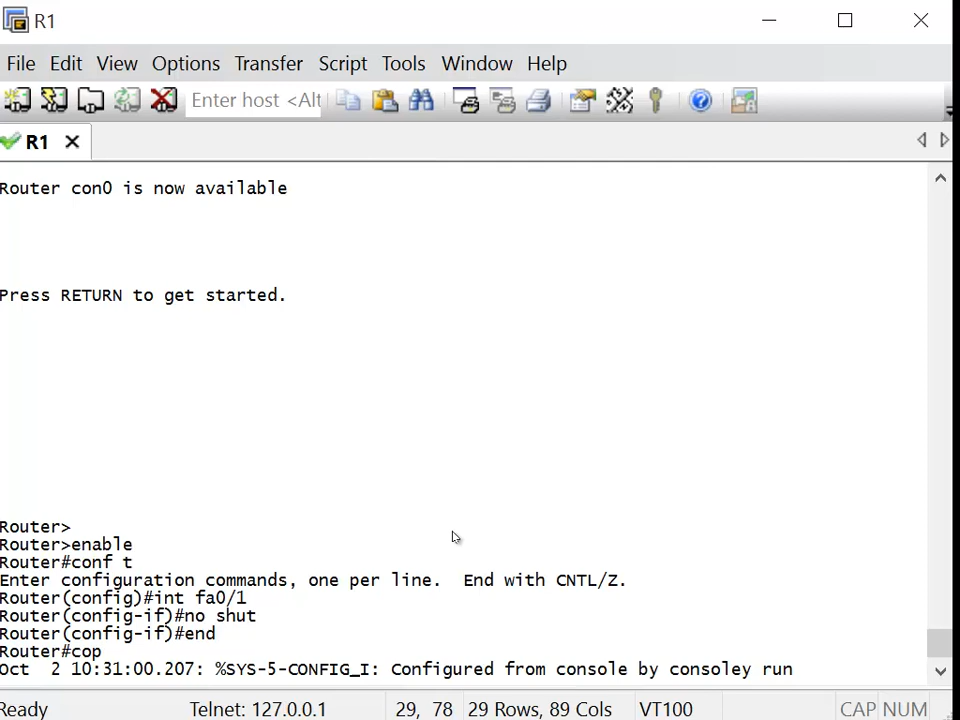 R1
File Edit View Options Transfer Script Tools Window Help
Enter host <Alt
R1
Router con0 is now available
Press RETURN to get started.
Router>
Router>enable
Router#conf t
Enter configuration commands, one per line.  End with CNTL/Z.
Router(config)#int fa0/1
Router(config-if)#no shut
Router(config-if)#end
Router#cop
Oct  2 10:31:00.207: %SYS-5-CONFIG_I: Configured from console by consoley run
Ready Telnet: 127.0.0.1 29, 78 29 Rows, 89 Cols VT100 CAP NUM